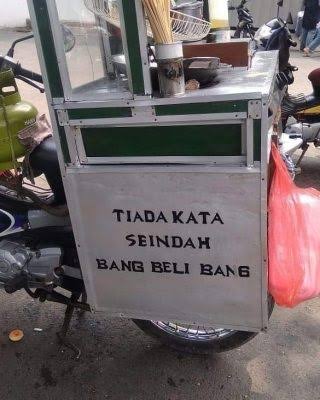 TIADA KATA
SEINDAH
BANG BELI BANG